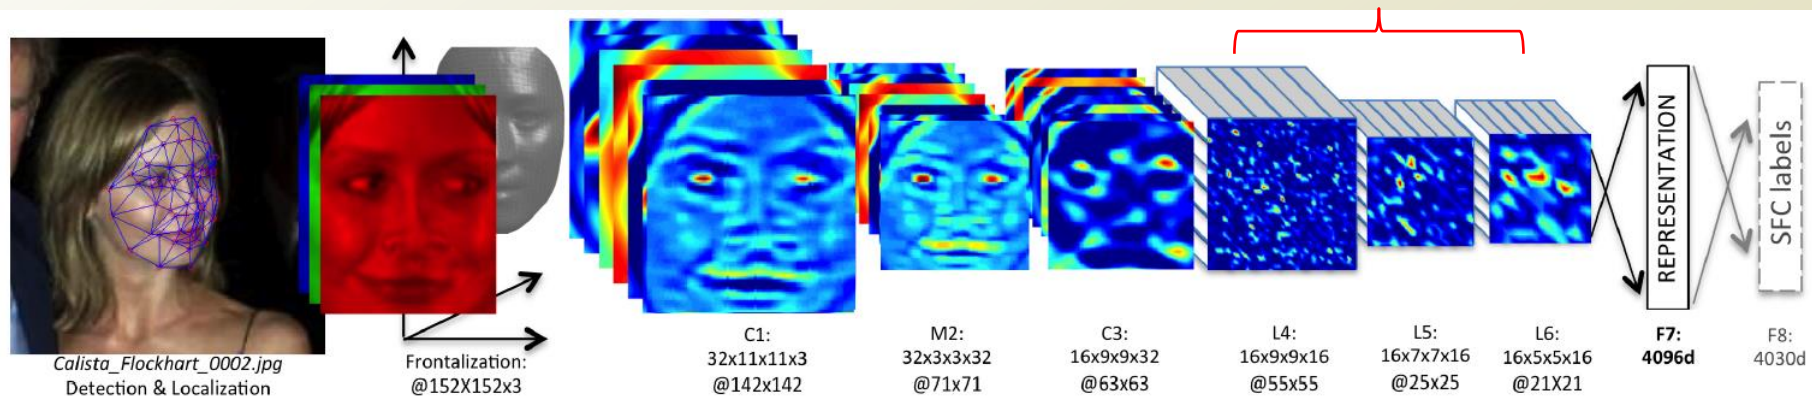 Calista_Flockhart_0002.jpg
Detection & Localization
Frontalization:
@152X152x3
C1:
32x11x11x3
@142x142
M2:
32x3x3x32
@71x71
C3:
16x9x9x32
@63x63
L4:
16x9x9x16
@55x55
L5:
16x7x7x16
@25x25
L6:
16x5x5x16
@21X21
REPRESENTATION
F7:
4096d
SFC labels
F8:
4030d